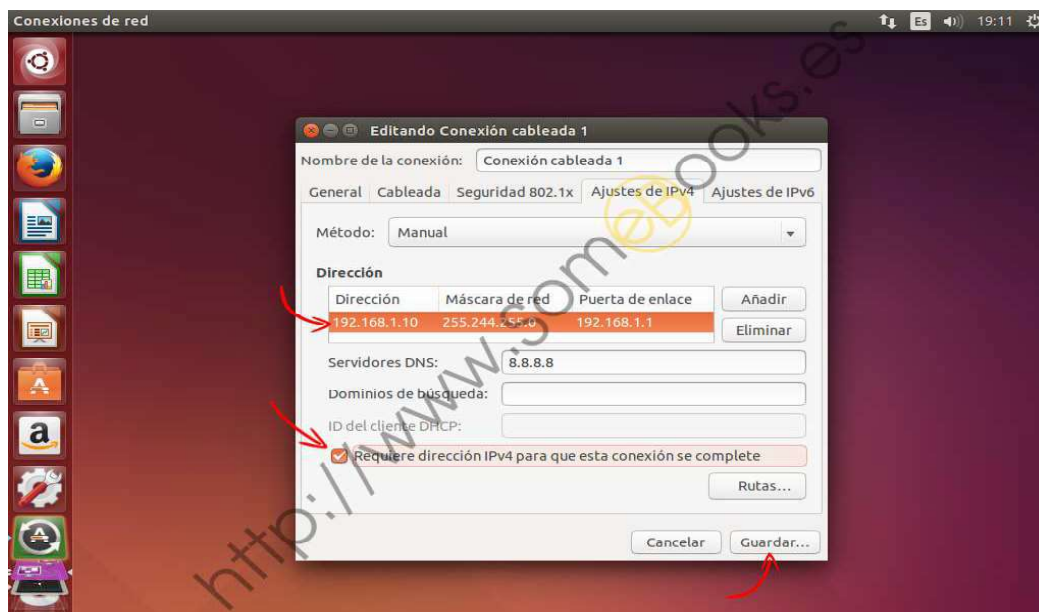 Conexiones de red
Es
19:11
Editando Conexión cableada 1
Nombre de la conexión: Conexión cableada 1
General Cableada Seguridad 802.1x Ajustes de IPv4 Ajustes de IPv6
Método: Manual
Dirección
Dirección Máscara de red Puerta de enlace Añadir
192.168.1.10 255.244.255.0 192.168.1.1 Eliminar
Servidores DNS: 8.8.8.8
Dominios de búsqueda:
ID del cliente DHCP:
Requiere dirección IPv4 para que esta conexión se complete
Rutas...
Cancelar Guardar...
http://www.somebooks.es